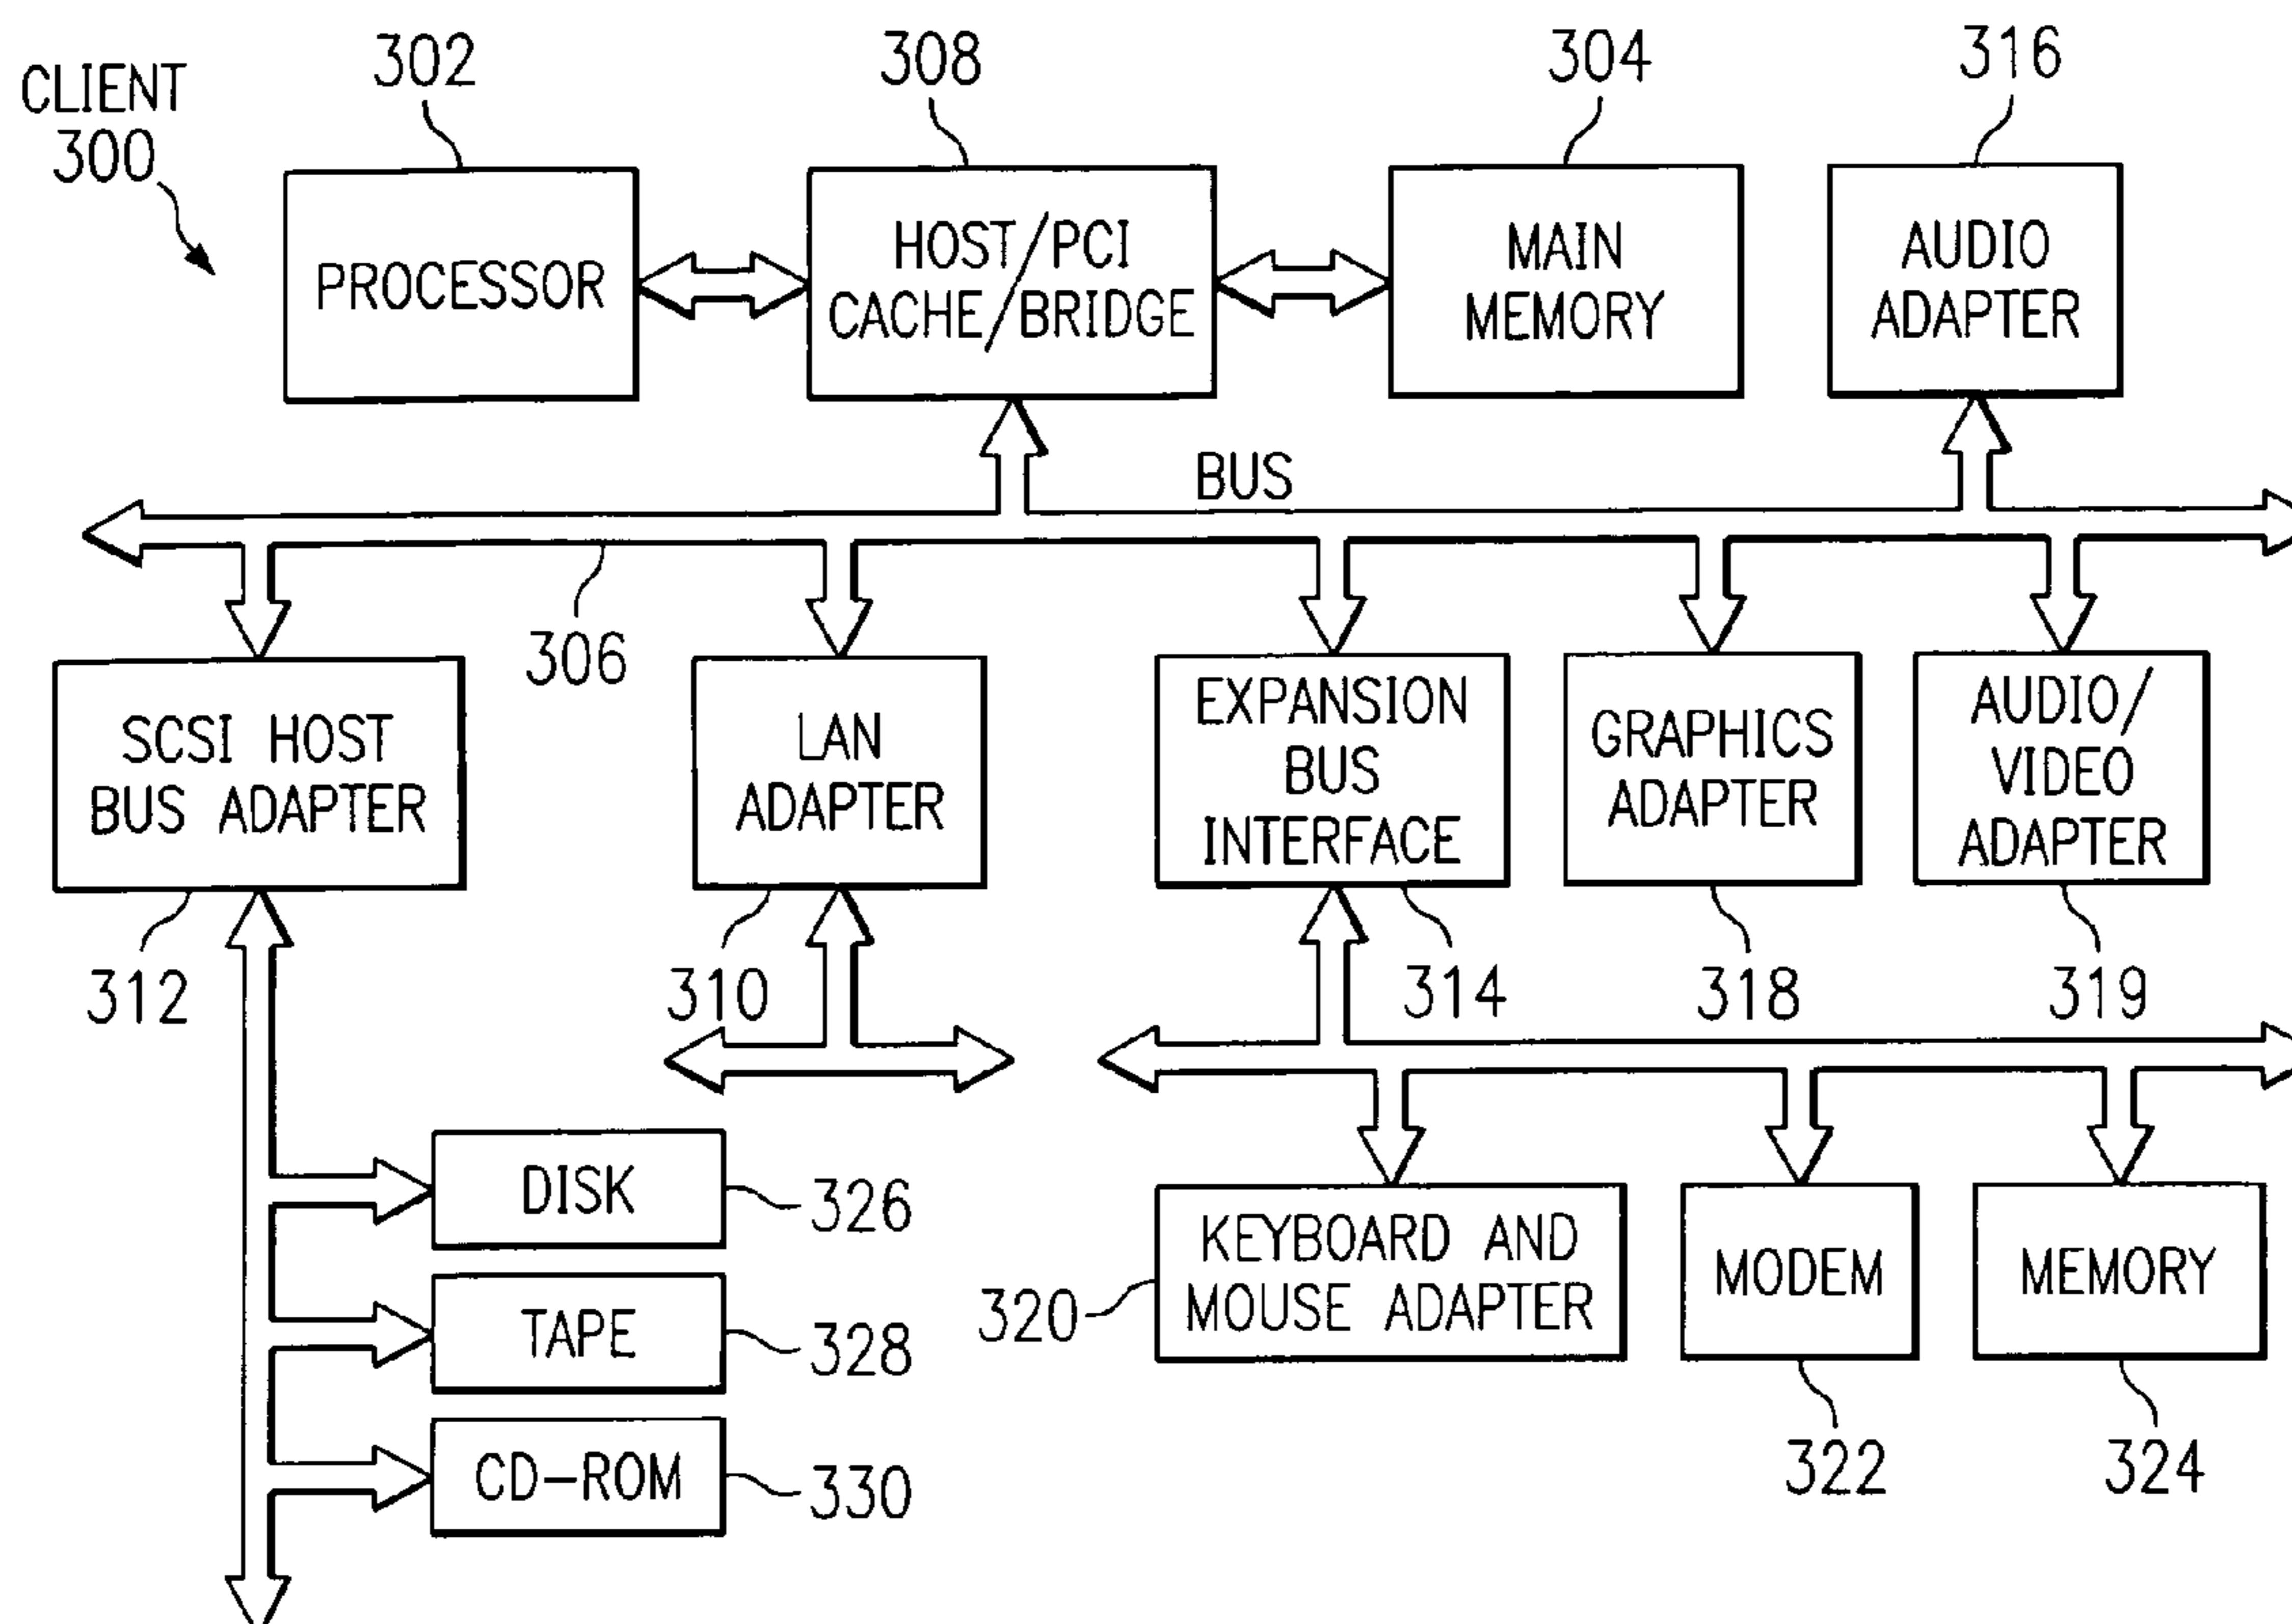 CLIENT
300
302
308
304
316
PROCESSOR
HOST/PCI
CACHE/BRIDGE
MAIN
MEMORY
AUDIO
ADAPTER
BUS
306
SCSI HOST
BUS ADAPTER
LAN
ADAPTER
EXPANSION
BUS
INTERFACE
GRAPHICS
ADAPTER
AUDIO/
VIDEO
ADAPTER
312
310
314
318
319
DISK
326
TAPE
328
CD-ROM
330
320
KEYBOARD AND
MOUSE ADAPTER
MODEM
MEMORY
322
324